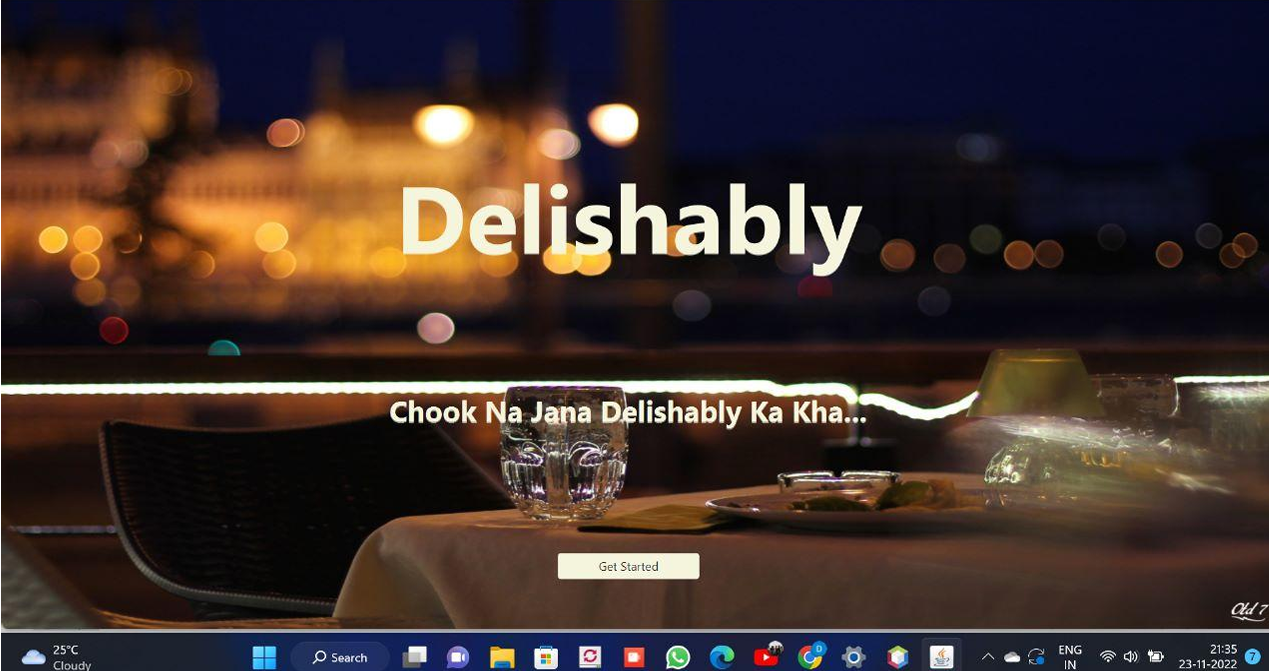 Delishably
Chook Na Jana Delishably Ka Kha...
Get Started
Old 7
25°C
Cloudy
Search
ENG
IN
21:35
23-11-2022
7